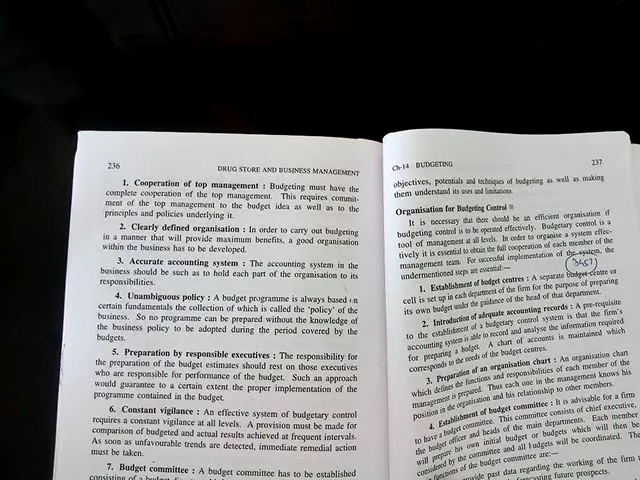 236
DRUG STORE AND BUSINESS MANAGEMENT
1. Cooperation of top management : Budgeting must have the
complete cooperation of the top management. This requires commit-
ment of the top management to the budget idea as well as to the
principles and policies underlying it.
2. Clearly defined organisation : In order to carry out budgeting
in a manner that will provide maximum benefits, a good organisation
within the business has to be developed.
3. Accurate accounting system : The accounting system in the
business should be such as to hold each part of the organisation to its
responsibilities.
4. Unambiguous policy : A budget programme is always based on
certain fundamentals the collection of which is called the 'policy' of the
business. So no programme can be prepared without the knowledge of
the business policy to be adopted during the period covered by the
budgets.
5. Preparation by responsible executives : The responsibility for
the preparation of the budget estimates should rest on those executives
who are responsible for performance of the budget. Such an approach
would guarantee to a certain extent the proper implementation of the
programme contained in the budget.
6. Constant vigilance : An effective system of budgetary control
requires a constant vigilance at all levels. A provision must be made for
comparison of budgeted and actual results achieved at frequent intervals.
As soon as unfavourable trends are detected, immediate remedial action
must be taken.
7. Budget committee : A budget committee has to be established
consisting of a budget
Ch-14 BUDGETING
237
objectives, potentials and techniques of budgeting as well as making
them understand its uses and limitations.
Organisation for Budgeting Control
It is necessary that there should be an efficient organisation if
budgeting control is to be operated effectively. Budgetary control is a
tool of management at all levels. In order to organise a system effec-
tively it is essential to obtain the full cooperation of each member of the
management team. For successful implementation of the system, the
undermentioned steps are essential:—
1. Establishment of budget centres : A separate budget centre or
cell is set up in each department of the firm for the purpose of preparing
its own budget under the guidance of the head of that department.
2. Introduction of adequate accounting records : A pre-requisite
to the establishment of a budgetary control system is that the firm's
accounting system is able to record and analyse the information required
for preparing a budget. A chart of accounts is maintained which
corresponds to the needs of the budget centres.
3. Preparation of an organisation chart : An organisation chart
which defines the functions and responsibilities of each member of the
management is prepared. Thus each one in the management knows his
position in the organisation and his relationship to other members.
4. Establishment of budget committee : It is advisable for a firm
to have a budget committee. This committee consists of chief executive,
the budget officer and heads of the main departments. Each member
will prepare his own initial budget or budgets which will then be
considered by the committee and all budgets will be coordinated. The
functions of the budget committee are:—
provide past data regarding the working of the firm
forecasting future prospects.